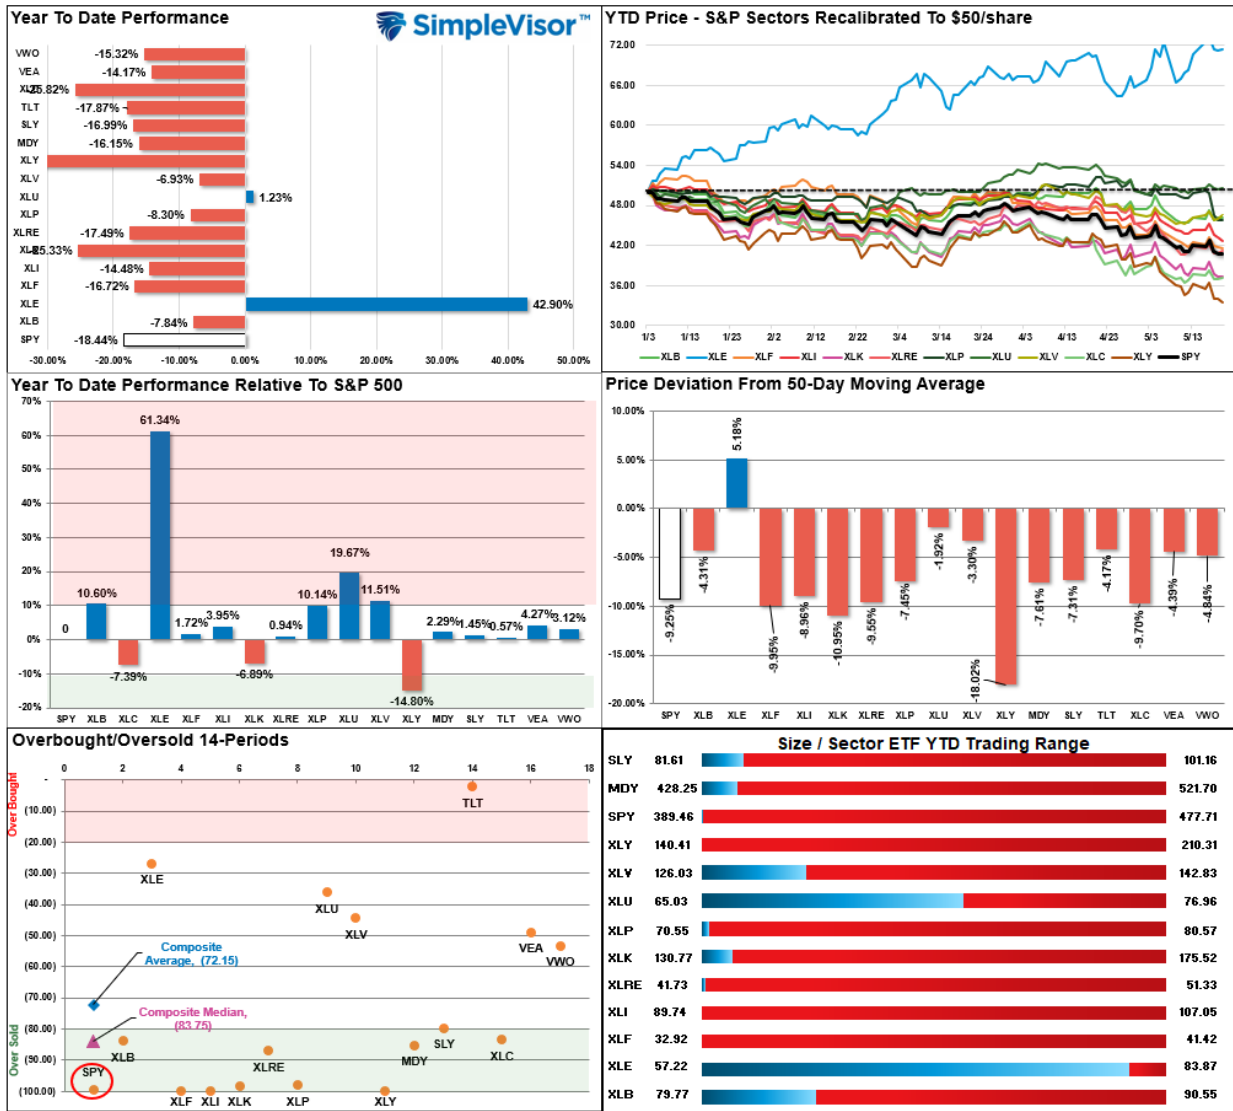 Year To Date Performance
SimpleVisor™
VWO -15.32%
VEA -14.17%
-25.82%
TLT -17.87%
SLY -16.99%
MDY -16.15%
XLY
XLV -6.93%
XLU 1.23%
XLP -8.30%
XLRE -17.49%
-25.33%
XLI -14.48%
XLF -16.72%
XLE 42.90%
XLB -7.84%
SPY -18.44%
-30.00% -20.00% -10.00% 0.00% 10.00% 20.00% 30.00% 40.00% 50.00%
YTD Price - S&P Sectors Recalibrated To $50/share
72.00
66.00
60.00
54.00
48.00
42.00
36.00
30.00
1/3 1/13 1/23 2/2 2/12 2/22 3/4 3/14 3/24 4/3 4/13 4/23 5/3 5/13
XLB XLE XLF XLI XLK XLRE XLP XLU XLV XLC XLY SPY
Year To Date Performance Relative To S&P 500
70%
60%
50%
40%
30%
20%
10%
0%
-10%
-20%
0 10.60% -7.39% 61.34% 1.72% 3.95% -6.89% 0.94% 10.14% 19.67% 11.51% -14.80% 2.29% 1.45% 0.57% 4.27% 3.12%
SPY XLB XLC XLE XLF XLI XLK XLRE XLP XLU XLV XLY MDY SLY TLT VEA VWO
Price Deviation From 50-Day Moving Average
10.00%
5.00%
0.00%
-5.00%
-10.00%
-15.00%
-20.00%
-9.25% -4.31% 5.18% -9.95% -8.96% -10.95% -9.55% -7.45% -1.92% -3.30% -18.02% -7.61% -7.31% -4.17% -9.70% -4.39% -4.84%
SPY XLB XLE XLF XLI XLK XLRE XLP XLU XLV XLY MDY SLY TLT XLC VEA VWO
Overbought/Oversold 14-Periods
0 2 4 6 8 10 12 14 16 18
Over Bought
Over Sold
-
(10.00)
(20.00)
(30.00)
(40.00)
(50.00)
(60.00)
(70.00)
(80.00)
(90.00)
(100.00)
TLT
XLE
XLU
XLV
VEA
VWO
Composite
Average, (72.15)
Composite Median,
(83.75)
SPY
XLB
XLRE
MDY
SLY
XLC
XLF XLI XLK XLP XLY
Size / Sector ETF YTD Trading Range
SLY 81.61 101.16
MDY 428.25 521.70
SPY 389.46 477.71
XLY 140.41 210.31
XLV 126.03 142.83
XLU 65.03 76.96
XLP 70.55 80.57
XLK 130.77 175.52
XLRE 41.73 51.33
XLI 89.74 107.05
XLF 32.92 41.42
XLE 57.22 83.87
XLB 79.77 90.55